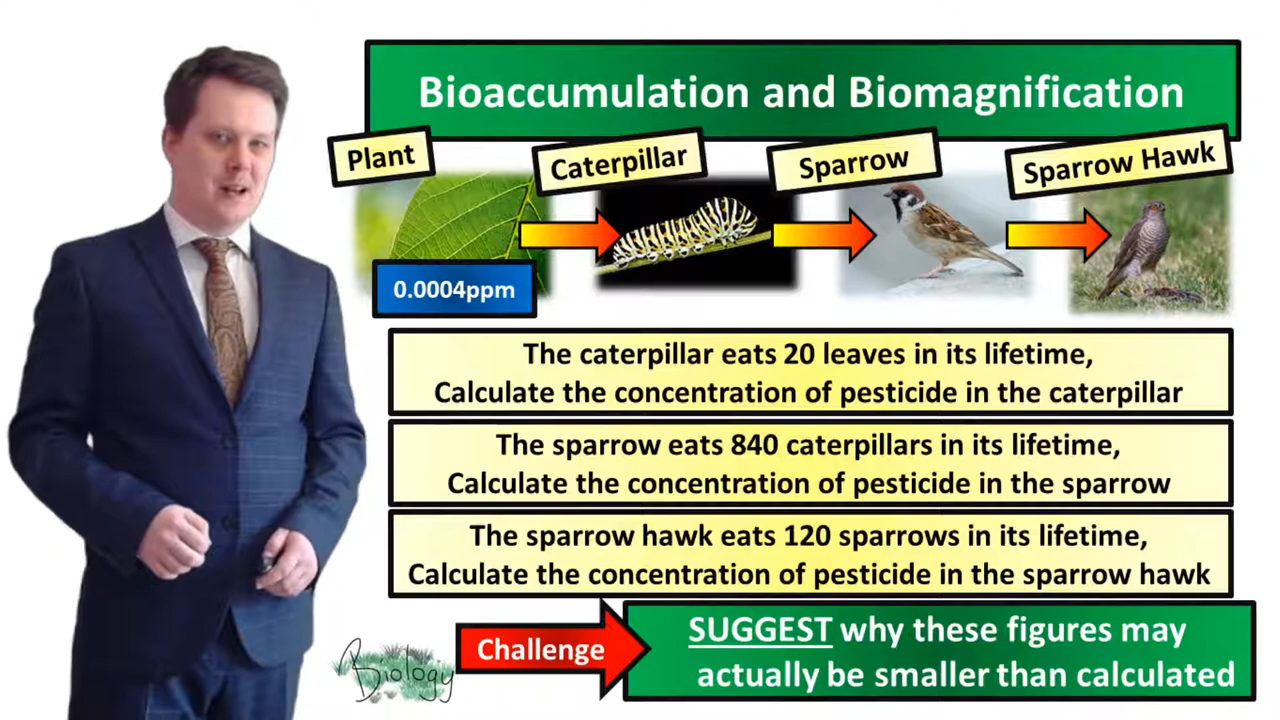 Bioaccumulation and Biomagnification
Plant
Caterpillar
Sparrow
Sparrow Hawk
0.0004ppm
The caterpillar eats 20 leaves in its lifetime,
Calculate the concentration of pesticide in the caterpillar
The sparrow eats 840 caterpillars in its lifetime,
Calculate the concentration of pesticide in the sparrow
The sparrow hawk eats 120 sparrows in its lifetime,
Calculate the concentration of pesticide in the sparrow hawk
Biology
Challenge
SUGGEST why these figures may
actually be smaller than calculated